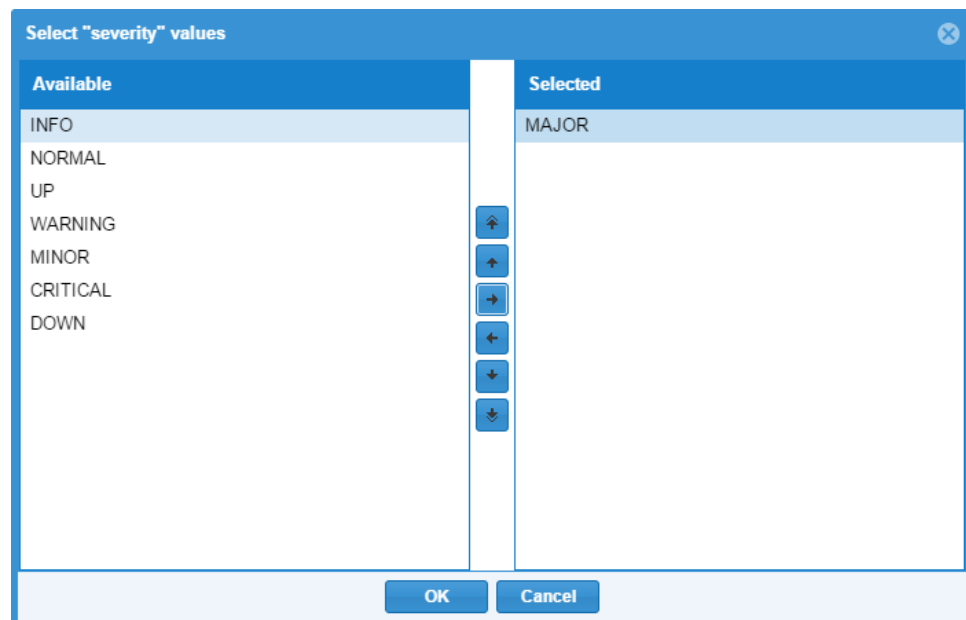 Select "severity" values
Available
Selected
INFO
MAJOR
NORMAL
UP
WARNING
MINOR
CRITICAL
DOWN
OK
Cancel